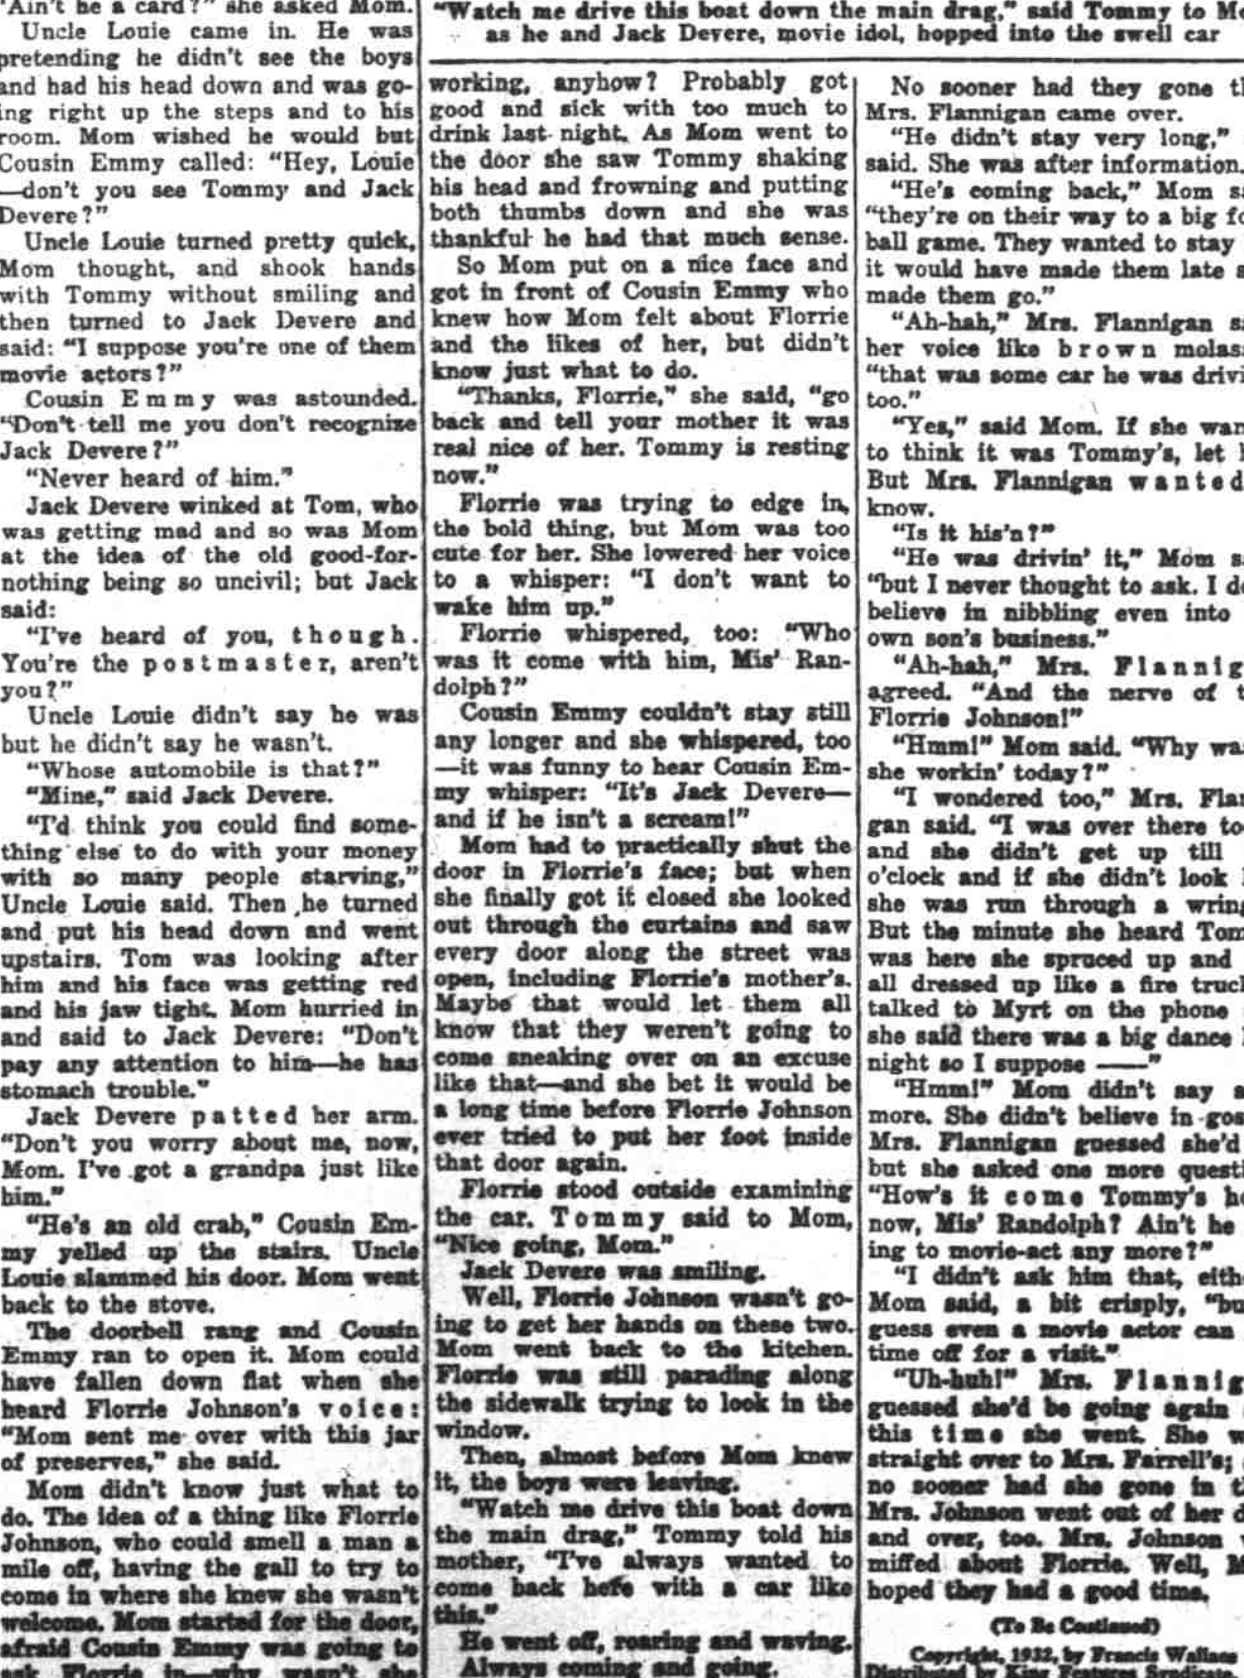 "Ain't he a card?" she asked Mom.
Uncle Louie came in. He was
pretending he didn't see the boys
and had his head down and was go-
ing right up the steps and to his
room. Mom wished he would but
Cousin Emmy called: "Hey, Louie
—don't you see Tommy and Jack
Devere?"
Uncle Louie turned pretty quick,
Mom thought, and shook hands
with Tommy without smiling and
then turned to Jack Devere and
said: "I suppose you're one of them
movie actors?"
Cousin Emmy was astounded.
"Don't tell me you don't recognize
Jack Devere?"
"Never heard of him."
Jack Devere winked at Tom, who
was getting mad and so was Mom
at the idea of the old good-for-
nothing being so uncivil; but Jack
said:
"I've heard of you, though.
You're the postmaster, aren't
you?"
Uncle Louie didn't say he was
but he didn't say he wasn't.
"Whose automobile is that?"
"Mine," said Jack Devere.
"I'd think you could find some-
thing else to do with your money
with so many people starving,"
Uncle Louie said. Then he turned
and put his head down and went
upstairs. Tom was looking after
him and his face was getting red
and his jaw tight. Mom hurried in
and said to Jack Devere: "Don't
pay any attention to him—he has
stomach trouble."
Jack Devere patted her arm.
"Don't you worry about me, now,
Mom. I've got a grandpa just like
him."
"He's an old crab," Cousin Em-
my yelled up the stairs. Uncle
Louie slammed his door. Mom went
back to the stove.
The doorbell rang and Cousin
Emmy ran to open it. Mom could
have fallen down flat when she
heard Florrie Johnson's voice:
"Mom sent me over with this jar
of preserves," she said.
Mom didn't know just what to
do. The idea of a thing like Florrie
Johnson, who could smell a man a
mile off, having the gall to try to
come in where she knew she wasn't
welcome. Mom started for the door,
afraid Cousin Emmy was going to
ask Florrie in—why wasn't she
"Watch me drive this boat down the main drag," said Tommy to
as he and Jack Devere, movie idol, hopped into the swell car
working, anyhow? Probably got
good and sick with too much to
drink last night. As Mom went to
the door she saw Tommy shaking
his head and frowning and putting
both thumbs down and she was
thankful he had that much sense.
So Mom put on a nice face and
got in front of Cousin Emmy who
knew how Mom felt about Florrie
and the likes of her, but didn't
know just what to do.
"Thanks, Florrie," she said, "go
back and tell your mother it was
real nice of her. Tommy is resting
now."
Florrie was trying to edge in,
the bold thing, but Mom was too
cute for her. She lowered her voice
to a whisper: "I don't want to
wake him up."
Florrie whispered, too: "Who
was it come with him, Mis' Ran-
dolph?"
Cousin Emmy couldn't stay still
any longer and she whispered, too
—it was funny to hear Cousin Em-
my whisper: "It's Jack Devere—
and if he isn't a scream!"
Mom had to practically shut the
door in Florrie's face; but when
she finally got it closed she looked
out through the curtains and saw
every door along the street was
open, including Florrie's mother's.
Maybe that would let them all
know that they weren't going to
come sneaking over on an excuse
like that—and she bet it would be
a long time before Florrie Johnson
ever tried to put her foot inside
that door again.
Florrie stood outside examining
the car. Tommy said to Mom,
"Nice going, Mom."
Jack Devere was smiling.
Well, Florrie Johnson wasn't go-
ing to get her hands on these two.
Mom went back to the kitchen.
Florrie was still parading along
the sidewalk trying to look in the
window.
Then, almost before Mom knew
it, the boys were leaving.
"Watch me drive this boat down
the main drag," Tommy told his
mother, "I've always wanted to
come back here with a car like
this."
He went off, roaring and waving.
Always coming and going.
No sooner had they gone
Mrs. Flannigan came over.
"He didn't stay very long,"
said. She was after information.
"He's coming back," Mom
"they're on their way to a big
ball game. They wanted to stay
it would have made them late
made them go."
"Ah-hah," Mrs. Flannigan
her voice like brown
"that was some car he was
too."
"Yes," said Mom. If she
to think it was Tommy's, let
But Mrs. Flannigan wanted
know.
"Is it his'n?"
"He was drivin' it," Mom
"but I never thought to ask. I
believe in nibbling even into
own son's business."
"Ah-hah," Mrs.
agreed. "And the nerve of
Florrie Johnson!"
"Hmm!" Mom said. "Why
she workin' today?"
"I wondered too," Mrs.
gan said. "I was over there
and she didn't get up till
o'clock and if she didn't look
she was run through a
But the minute she heard
was here she spruced up and
all dressed up like a fire
talked to Myrt on the phone
she said there was a big dance
night so I suppose ——"
"Hmm!" Mom didn't say
more. She didn't believe in
Mrs. Flannigan guessed she'd
but she asked one more
"How's it come Tommy's
now, Mis' Randolph? Ain't he
ing to movie-act any more?"
"I didn't ask him that,
Mom said, a bit crisply,
guess even a movie actor can
time off for a visit."
"Uh-huh!" Mrs.
guessed she'd be going again
this time she went. She
straight over to Mrs. Farrell's;
no sooner had she gone in
Mrs. Johnson went out of her
and over, too. Mrs. Johnson
miffed about Florrie. Well,
hoped they had a good time.
(To Be Continued)
Copyright, 1932, by Francis Wallace
Distributed by King Features Syndicate,